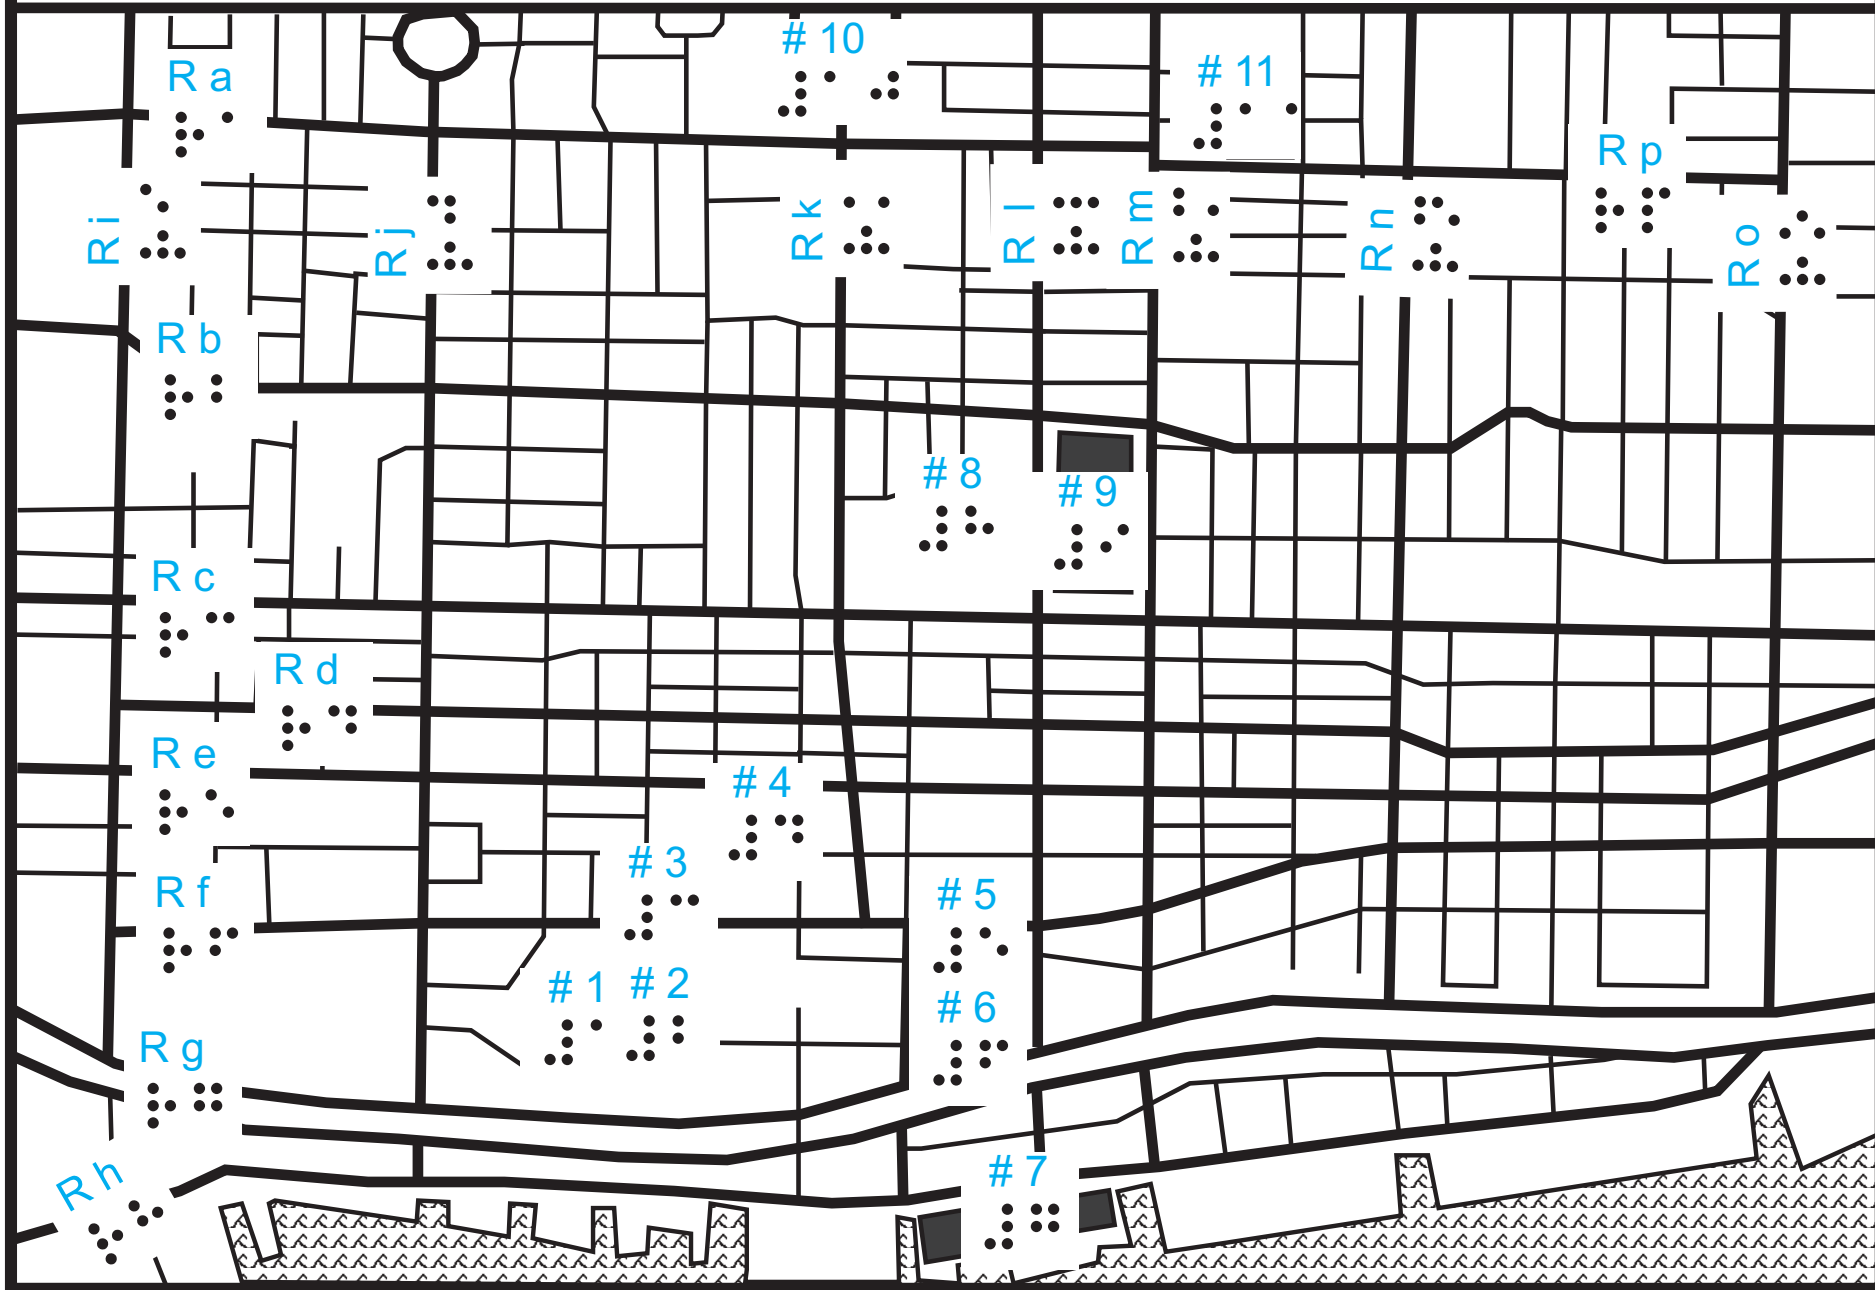 # 10
⠼⠁⠚
# 11
⠼⠁⠁
R a
⠗⠁
R p
⠗⠏
R i
⠗⠊
R j
⠗⠚
R k
⠗⠅
R l
⠗⠇
R m
⠗⠍
R n
⠗⠝
R o
⠗⠕
R b
⠗⠃
# 8
⠼⠓
# 9
⠼⠊
R c
⠗⠉
R d
⠗⠙
R e
⠗⠑
# 4
⠼⠙
# 3
⠼⠉
R f
⠗⠋
# 5
⠼⠑
# 1
⠼⠁
# 2
⠼⠃
# 6
⠼⠋
R g
⠗⠛
R h
⠗⠓
# 7
⠼⠛